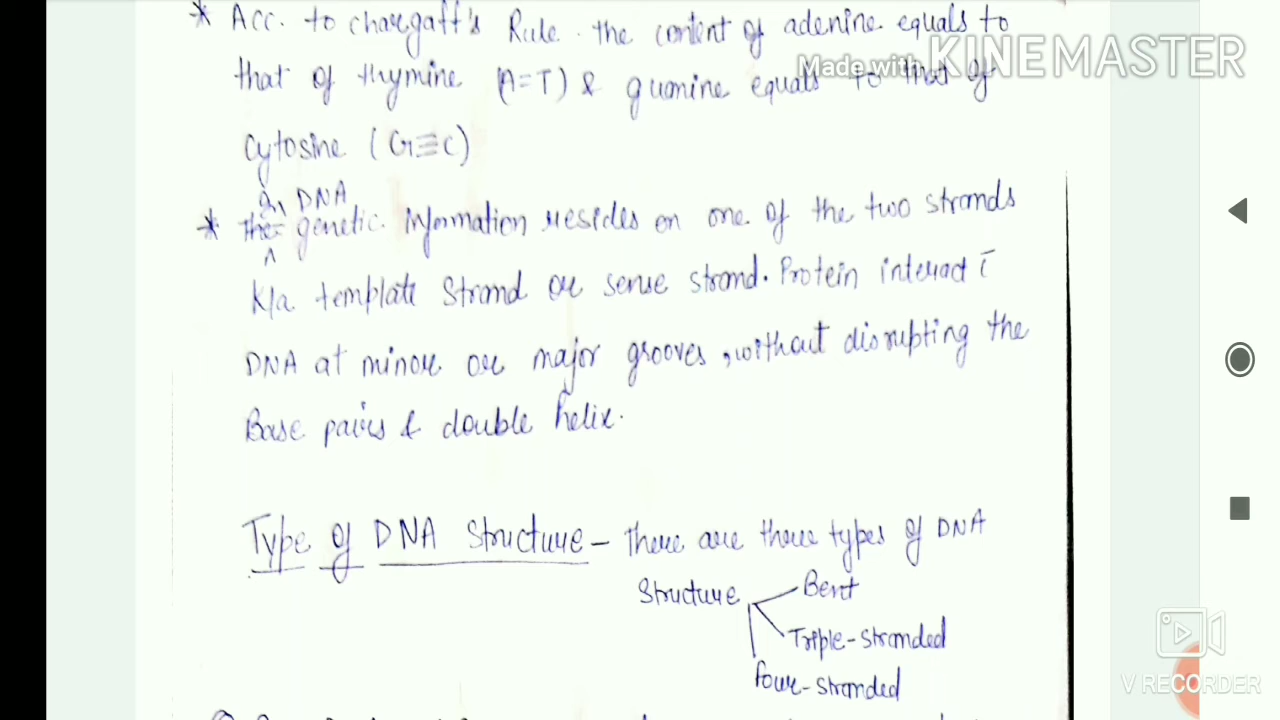 * Acc. to chargaff's Rule. the content of adenine equals to
Made with KINEMASTER
that of thymine (A=T) & guanine equals to that of
Cytosine (G≡C)
In DNA
* The genetic information resides on one of the two strands
K/a template Strand or sense strand. Protein interact c̄
DNA at minor or major grooves, without disrupting the
Base pairs & double helix.
Type of DNA Structure - There are three types of DNA
Structure
Bent
Triple-stranded
Four-stranded
V RECORDER